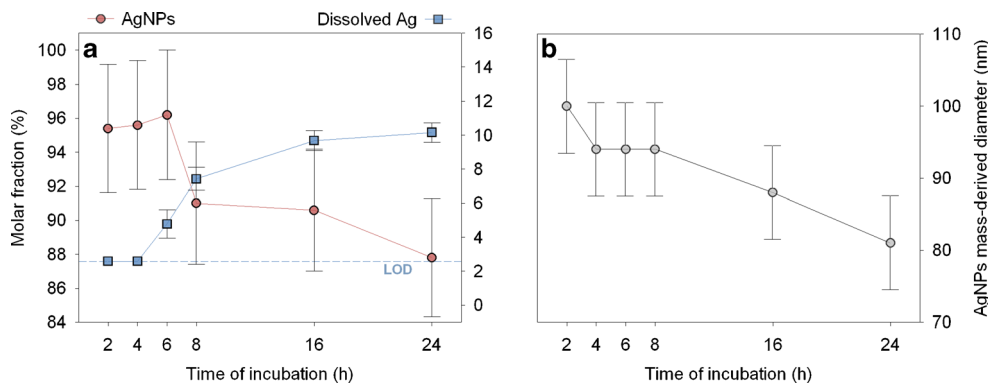 AgNPs Dissolved Ag
a
Molar fraction (%)
100
98
96
94
92
90
88
86
84
16
14
12
10
8
6
4
2
0
LOD
2 4 6 8 16 24
Time of incubation (h)
b
110
100
90
80
70
AgNPs mass-derived diameter (nm)
2 4 6 8 16 24
Time of incubation (h)